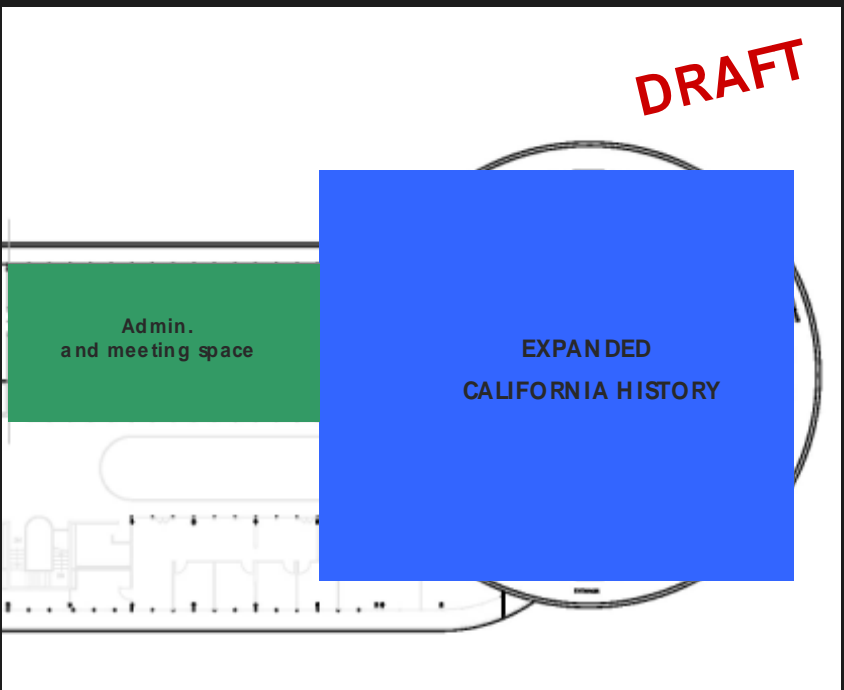 DRAFT
Admin.
and meeting space
EXPANDED
CALIFORNIA HISTORY